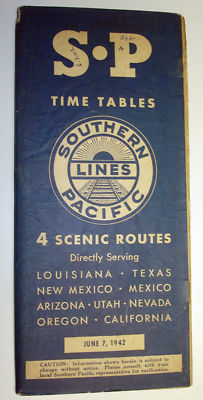 S·P
TIME TABLES
SOUTHERN
LINES
PACIFIC
4 SCENIC ROUTES
Directly Serving
LOUISIANA · TEXAS
NEW MEXICO · MEXICO
ARIZONA · UTAH · NEVADA
OREGON · CALIFORNIA
JUNE 7, 1942
CAUTION: Information shown herein is subject to
change without notice. Please consult with your
local Southern Pacific representative for verification.